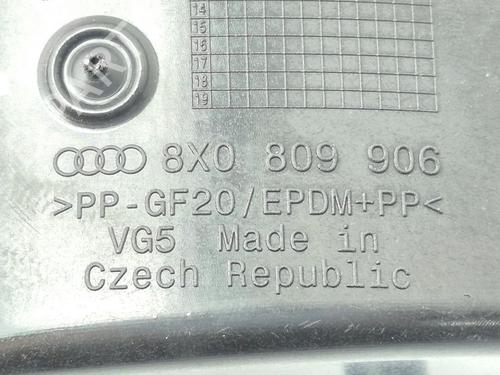 14
15
16
17
18
19
8X0 809 906
>PP-GF20/EPDM+PP<
VG5 Made in
Czech Republic